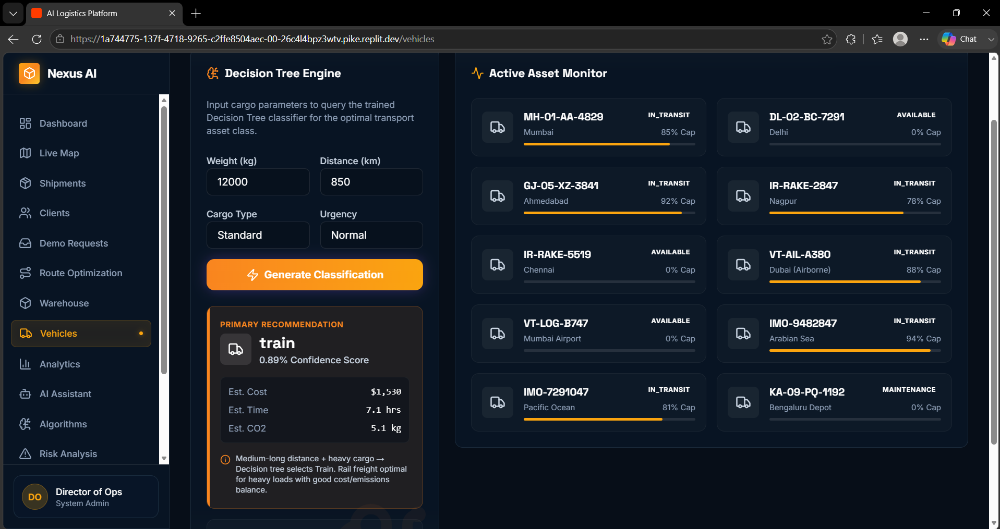 AI Logistics Platform
https://1a744775-137f-4718-9265-c2ffe8504aec-00-26c4l4bpz3wtv.pike.replit.dev/vehicles
Chat
Nexus AI
Dashboard
Live Map
Shipments
Clients
Demo Requests
Route Optimization
Warehouse
Vehicles
Analytics
AI Assistant
Algorithms
Risk Analysis
DO
Director of Ops
System Admin
Decision Tree Engine
Input cargo parameters to query the trained
Decision Tree classifier for the optimal transport
asset class.
Weight (kg)
12000
Distance (km)
850
Cargo Type
Standard
Urgency
Normal
Generate Classification
PRIMARY RECOMMENDATION
train
0.89% Confidence Score
Est. Cost $1,530
Est. Time 7.1 hrs
Est. CO2 5.1 kg
Medium-long distance + heavy cargo →
Decision tree selects Train. Rail freight optimal
for heavy loads with good cost/emissions
balance.
Active Asset Monitor
MH-01-AA-4829 IN_TRANSIT
Mumbai 85% Cap
DL-02-BC-7291 AVAILABLE
Delhi 0% Cap
GJ-05-XZ-3841 IN_TRANSIT
Ahmedabad 92% Cap
IR-RAKE-2847 IN_TRANSIT
Nagpur 78% Cap
IR-RAKE-5519 AVAILABLE
Chennai 0% Cap
VT-AIL-A380 IN_TRANSIT
Dubai (Airborne) 88% Cap
VT-LOG-B747 AVAILABLE
Mumbai Airport 0% Cap
IMO-9482847 IN_TRANSIT
Arabian Sea 94% Cap
IMO-7291047 IN_TRANSIT
Pacific Ocean 81% Cap
KA-09-PQ-1192 MAINTENANCE
Bengaluru Depot 0% Cap